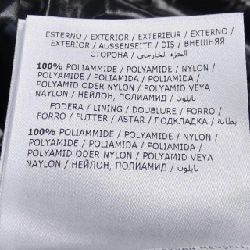 ESTERNO / EXTERIOR / EXTERIEUR / EXTERNO /
EXTERIOR / AUSSENSEITE / DIŞ / ВНЕШНЯЯ
СТОРОНА / الجزء الخارجي
100% POLIAMMIDE / POLYAMIDE / NYLON /
POLYAMIDE / POLIAMIDA / POLIAMIDA /
POLYAMID ODER NYLON / POLYAMID VEYA
NAYLON / НЕЙЛОН, ПОЛИАМИД / نايلون
FODERA / LINING / DOUBLURE / FORRO /
FORRO / FUTTER / ASTAR / ПОДКЛАДКА / بطانة
100% POLIAMMIDE / POLYAMIDE / NYLON /
POLYAMIDE / POLIAMIDA / POLIAMIDA /
POLYAMID ODER NYLON / POLYAMID VEYA
NAYLON / НЕЙЛОН, ПОЛИАМИД / نايلون